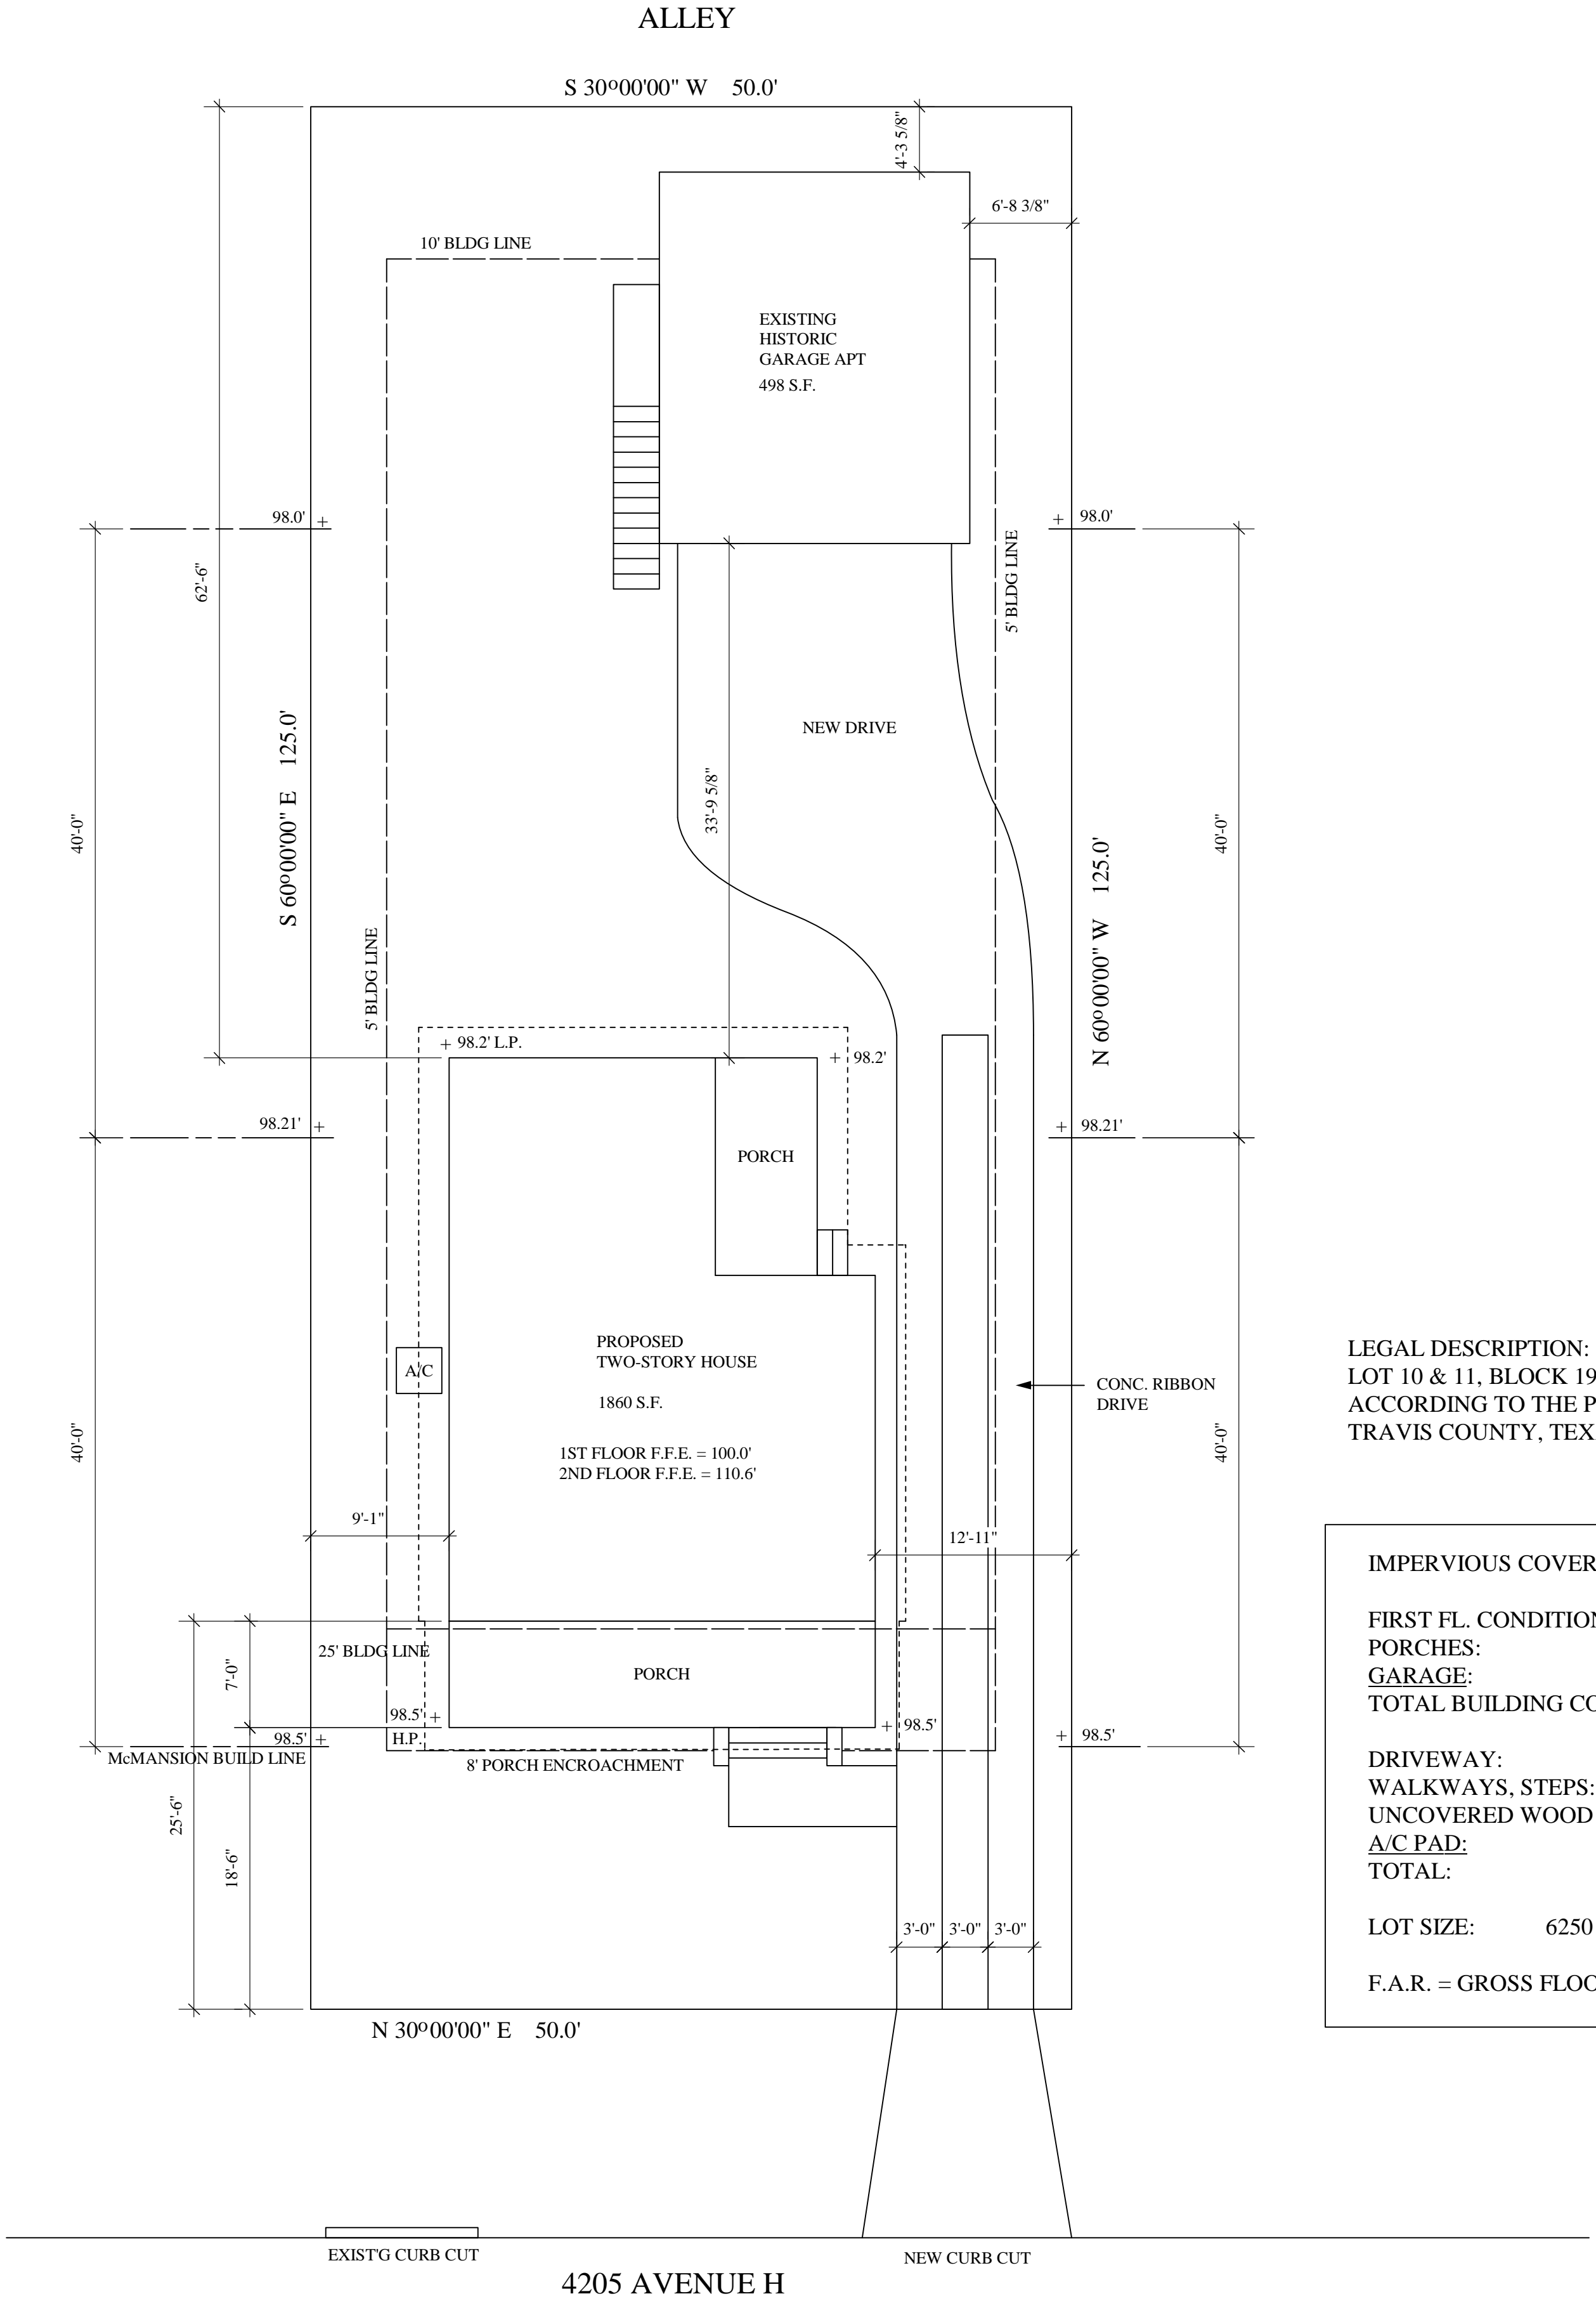 ALLEY
S 30º00'00" W 50.0'
4'-3 5/8"
6'-8 3/8"
10' BLDG LINE
EXISTING
HISTORIC
GARAGE APT
498 S.F.
98.0'
98.0'
62'-6"
5' BLDG LINE
NEW DRIVE
S 60º00'00" E 125.0'
33'-9 5/8"
40'-0"
40'-0"
N 60º00'00" W 125.0'
5' BLDG LINE
98.2' L.P.
98.2'
98.21'
98.21'
PORCH
PROPOSED
TWO-STORY HOUSE
1860 S.F.
1ST FLOOR F.F.E. = 100.0'
2ND FLOOR F.F.E. = 110.6'
A/C
CONC. RIBBON
DRIVE
40'-0"
40'-0"
9'-1"
12'-11"
25' BLDG LINE
7'-0"
PORCH
98.5'
H.P.
98.5'
98.5'
98.5'
McMANSION BUILD LINE
8' PORCH ENCROACHMENT
25'-6"
18'-6"
3'-0" 3'-0" 3'-0"
N 30º00'00" E 50.0'
EXIST'G CURB CUT
NEW CURB CUT
4205 AVENUE H
LEGAL DESCRIPTION:
LOT 10 & 11, BLOCK 19
ACCORDING TO THE P
TRAVIS COUNTY, TEX
IMPERVIOUS COVER
FIRST FL. CONDITION
PORCHES:
GARAGE:
TOTAL BUILDING CO
DRIVEWAY:
WALKWAYS, STEPS:
UNCOVERED WOOD
A/C PAD:
TOTAL:
LOT SIZE: 6250
F.A.R. = GROSS FLOO